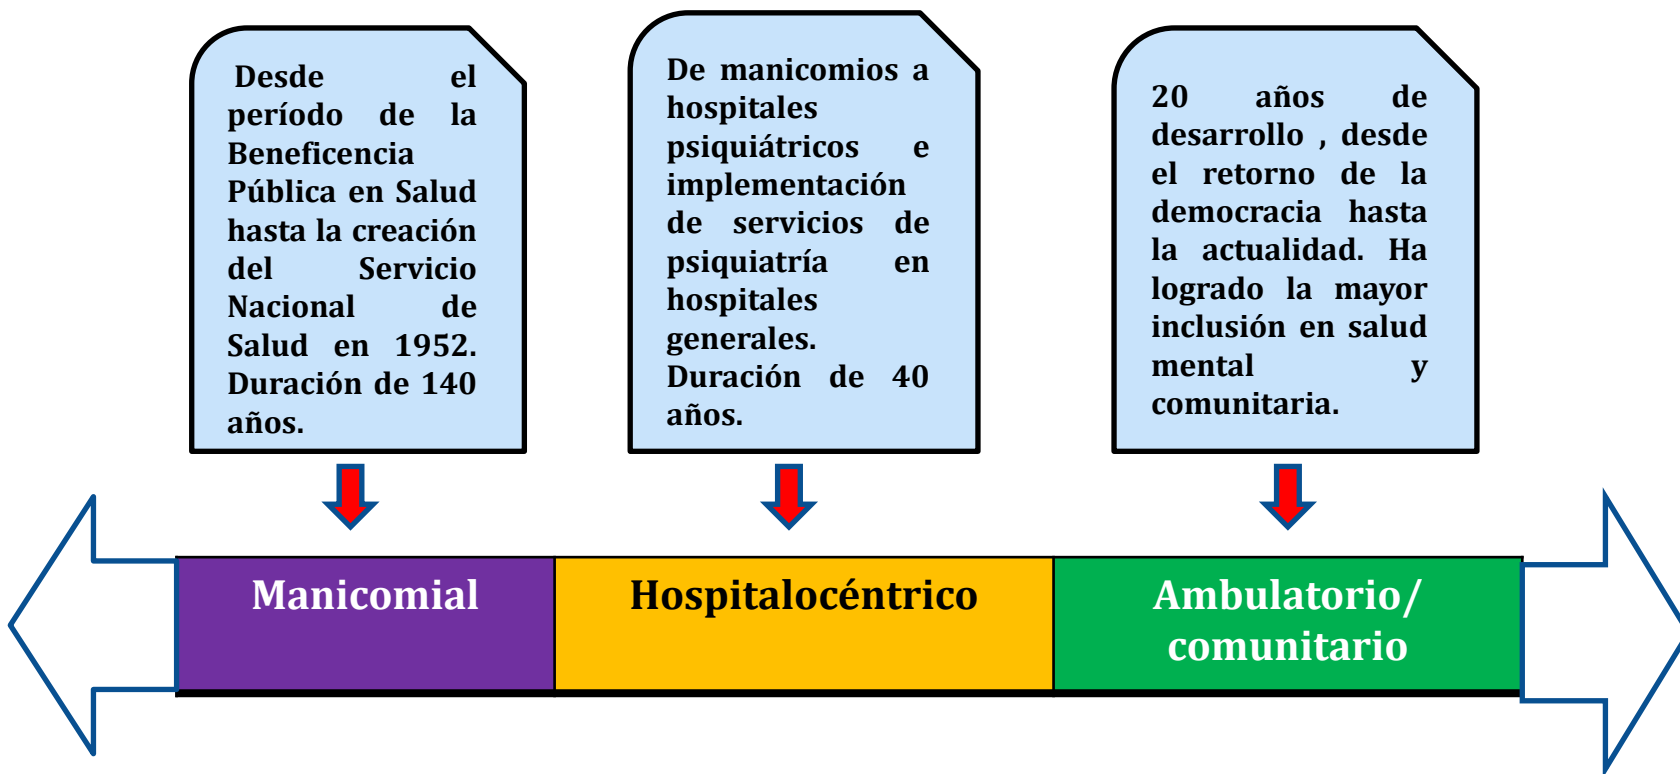 Desde el
período de la
Beneficencia
Pública en Salud
hasta la creación
del Servicio
Nacional de
Salud en 1952.
Duración de 140
años.
De manicomios a
hospitales
psiquiátricos e
implementación
de servicios de
psiquiatría en
hospitales
generales.
Duración de 40
años.
20 años de
desarrollo , desde
el retorno de la
democracia hasta
la actualidad. Ha
logrado la mayor
inclusión en salud
mental y
comunitaria.
Manicomial
Hospitalocéntrico
Ambulatorio/
comunitario